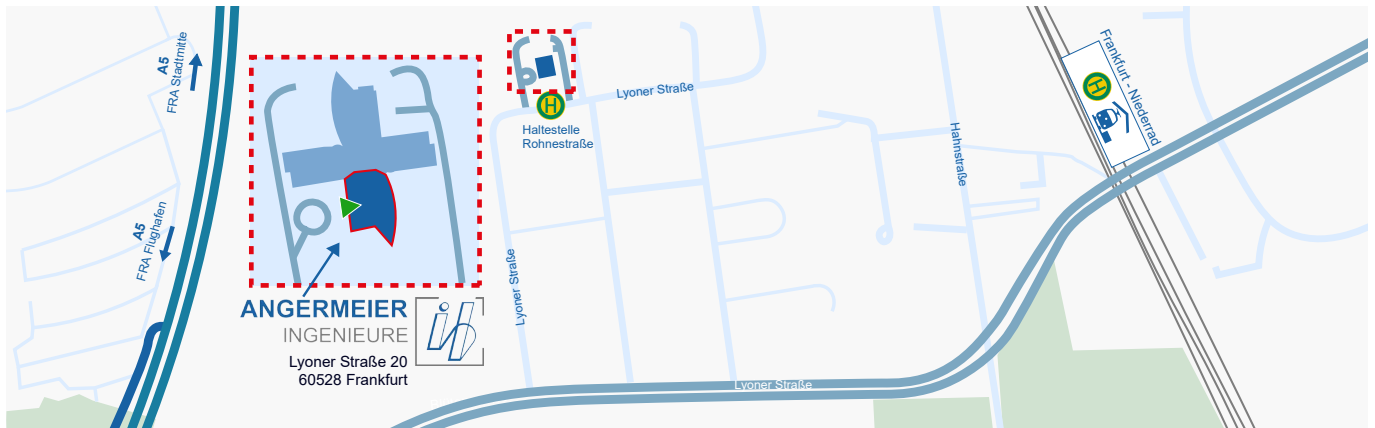 A5
FRA Stadtmitte
A5
FRA Flughafen
ANGERMEIER
INGENIEURE
Lyoner Straße 20
60528 Frankfurt
H
Haltestelle
Rohnestraße
Lyoner Straße
Lyoner Straße
Hahnstraße
H
Frankfurt - Niederrad
Lyoner Straße